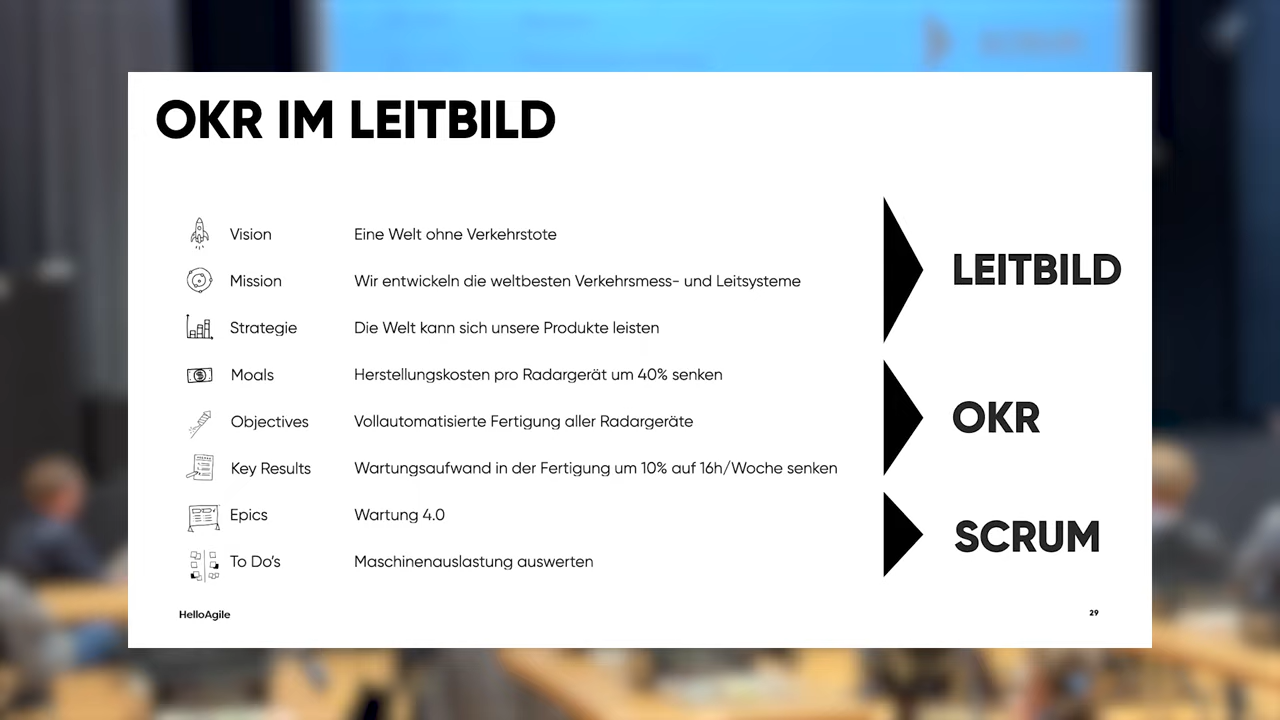 OKR IM LEITBILD
Vision Eine Welt ohne Verkehrstote
Mission Wir entwickeln die weltbesten Verkehrsmess- und Leitsysteme
Strategie Die Welt kann sich unsere Produkte leisten
LEITBILD
Moals Herstellungskosten pro Radargerät um 40% senken
Objectives Vollautomatisierte Fertigung aller Radargeräte
Key Results Wartungsaufwand in der Fertigung um 10% auf 16h/Woche senken
OKR
Epics Wartung 4.0
To Do's Maschinenauslastung auswerten
SCRUM
HelloAgile
29